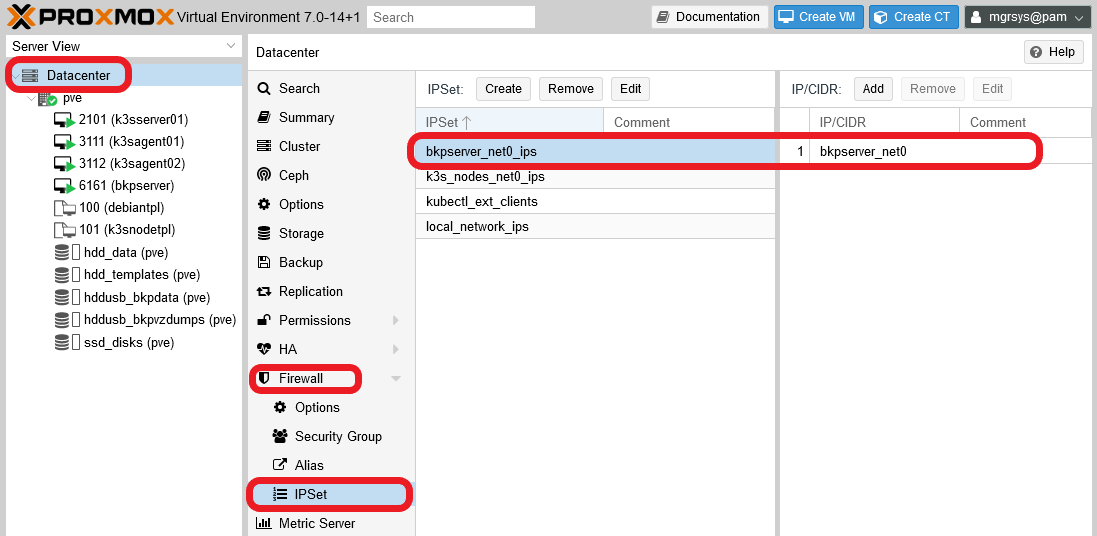 PROXMOX Virtual Environment 7.0-14+1 Search Documentation Create VM Create CT mgrsys@pam
Server View
Datacenter
pve
2101 (k3sserver01)
3111 (k3sagent01)
3112 (k3sagent02)
6161 (bkpserver)
100 (debiantpl)
101 (k3snodetpl)
hdd_data (pve)
hdd_templates (pve)
hddusb_bkpdata (pve)
hddusb_bkpvzdumps (pve)
ssd_disks (pve)
Datacenter Help
Search
Summary
Cluster
Ceph
Options
Storage
Backup
Replication
Permissions
HA
Firewall
Options
Security Group
Alias
IPSet
Metric Server
IPSet: Create Remove Edit
IPSet Comment
bkpserver_net0_ips
k3s_nodes_net0_ips
kubectl_ext_clients
local_network_ips
IP/CIDR: Add Remove Edit
IP/CIDR Comment
1 bkpserver_net0